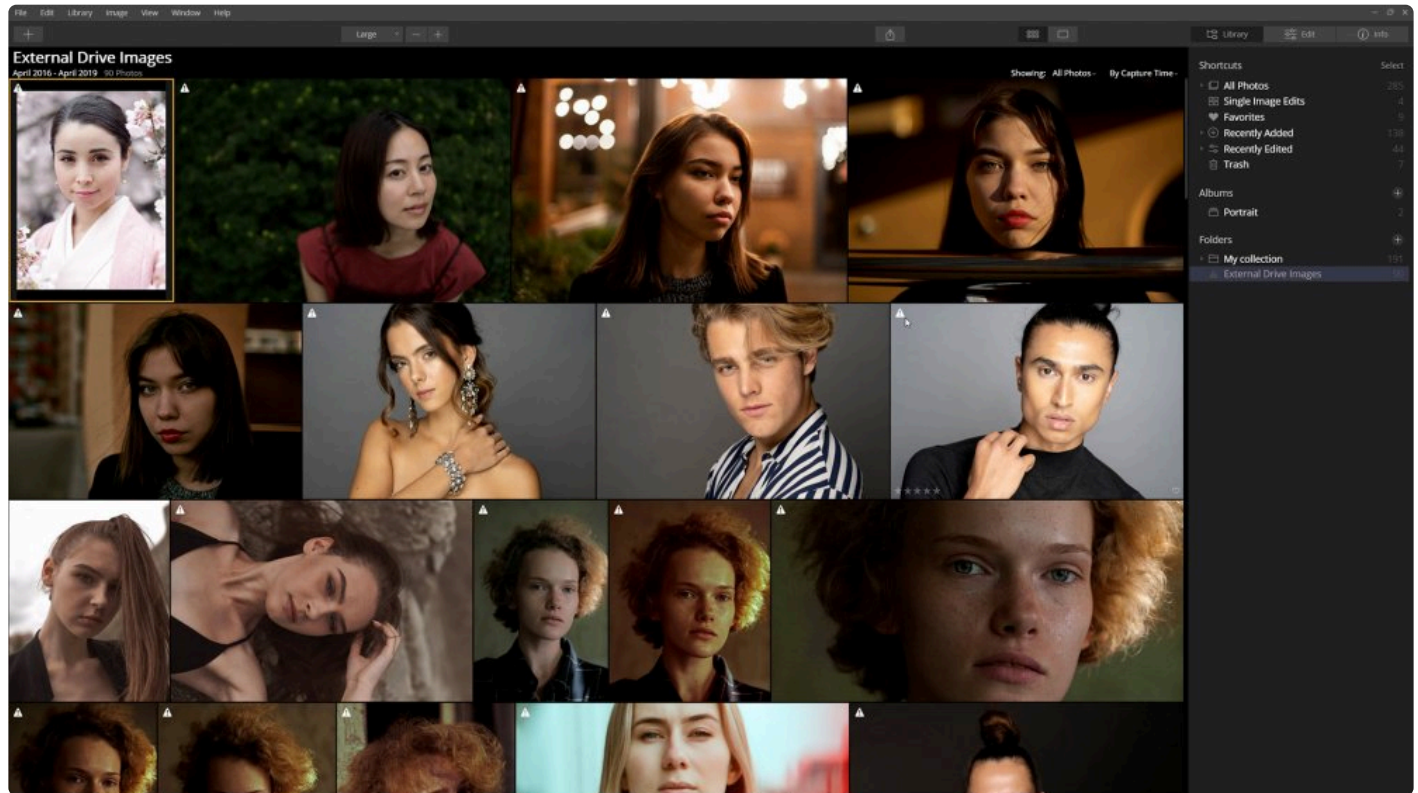 File Edit Library Image View Window Help
Large
Library Edit Info
External Drive Images
April 2016 - April 2019 90 Photos
Showing: All Photos By Capture Time
Shortcuts Select
All Photos 285
Single Image Edits 4
Favorites 9
Recently Added 138
Recently Edited 44
Trash 7
Albums
Portrait 2
Folders
My collection 191
External Drive Images